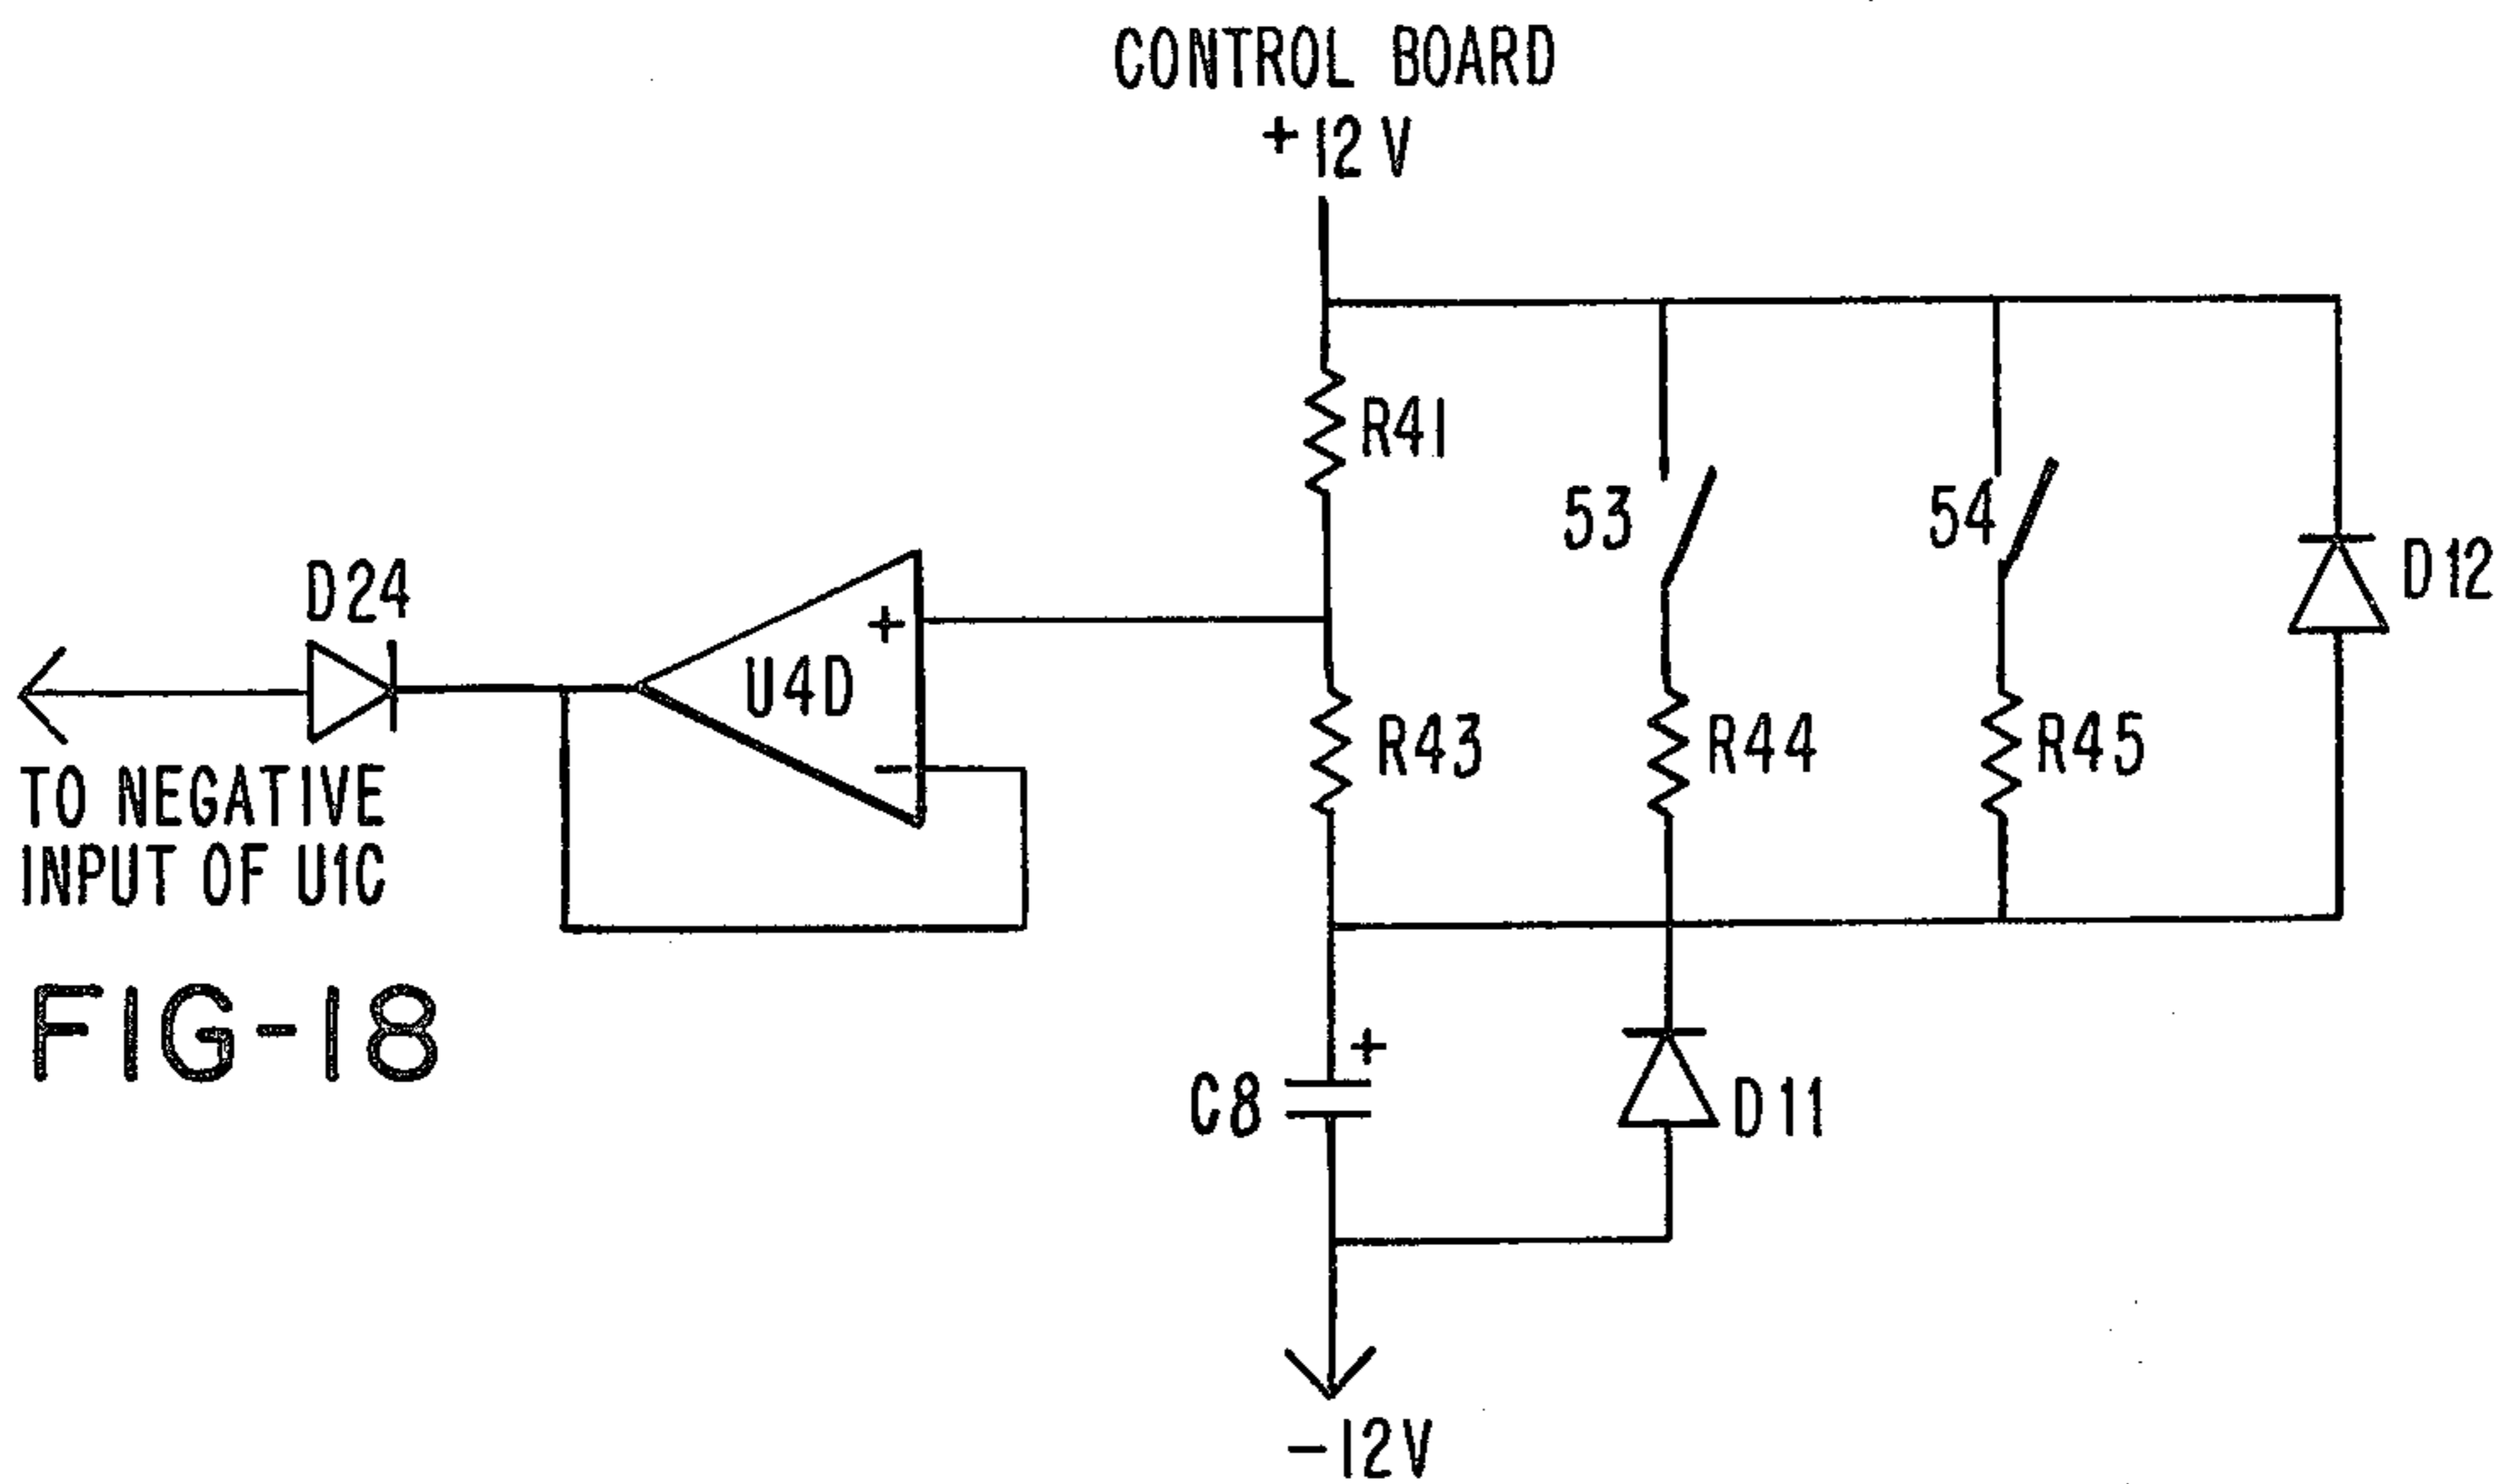 CONTROL BOARD
+12V
R41
53
54
D12
D24
+
U4D
-
R43
R44
R45
TO NEGATIVE
INPUT OF U1C
FIG-18
+
C8
D11
-12V